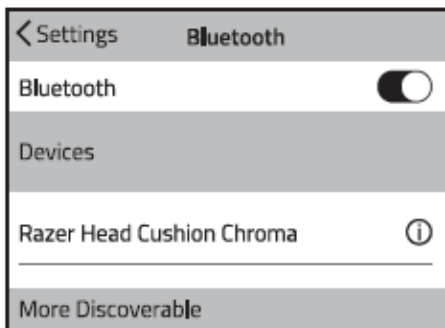 Settings Bluetooth
Bluetooth
Devices
Razer Head Cushion Chroma
More Discoverable